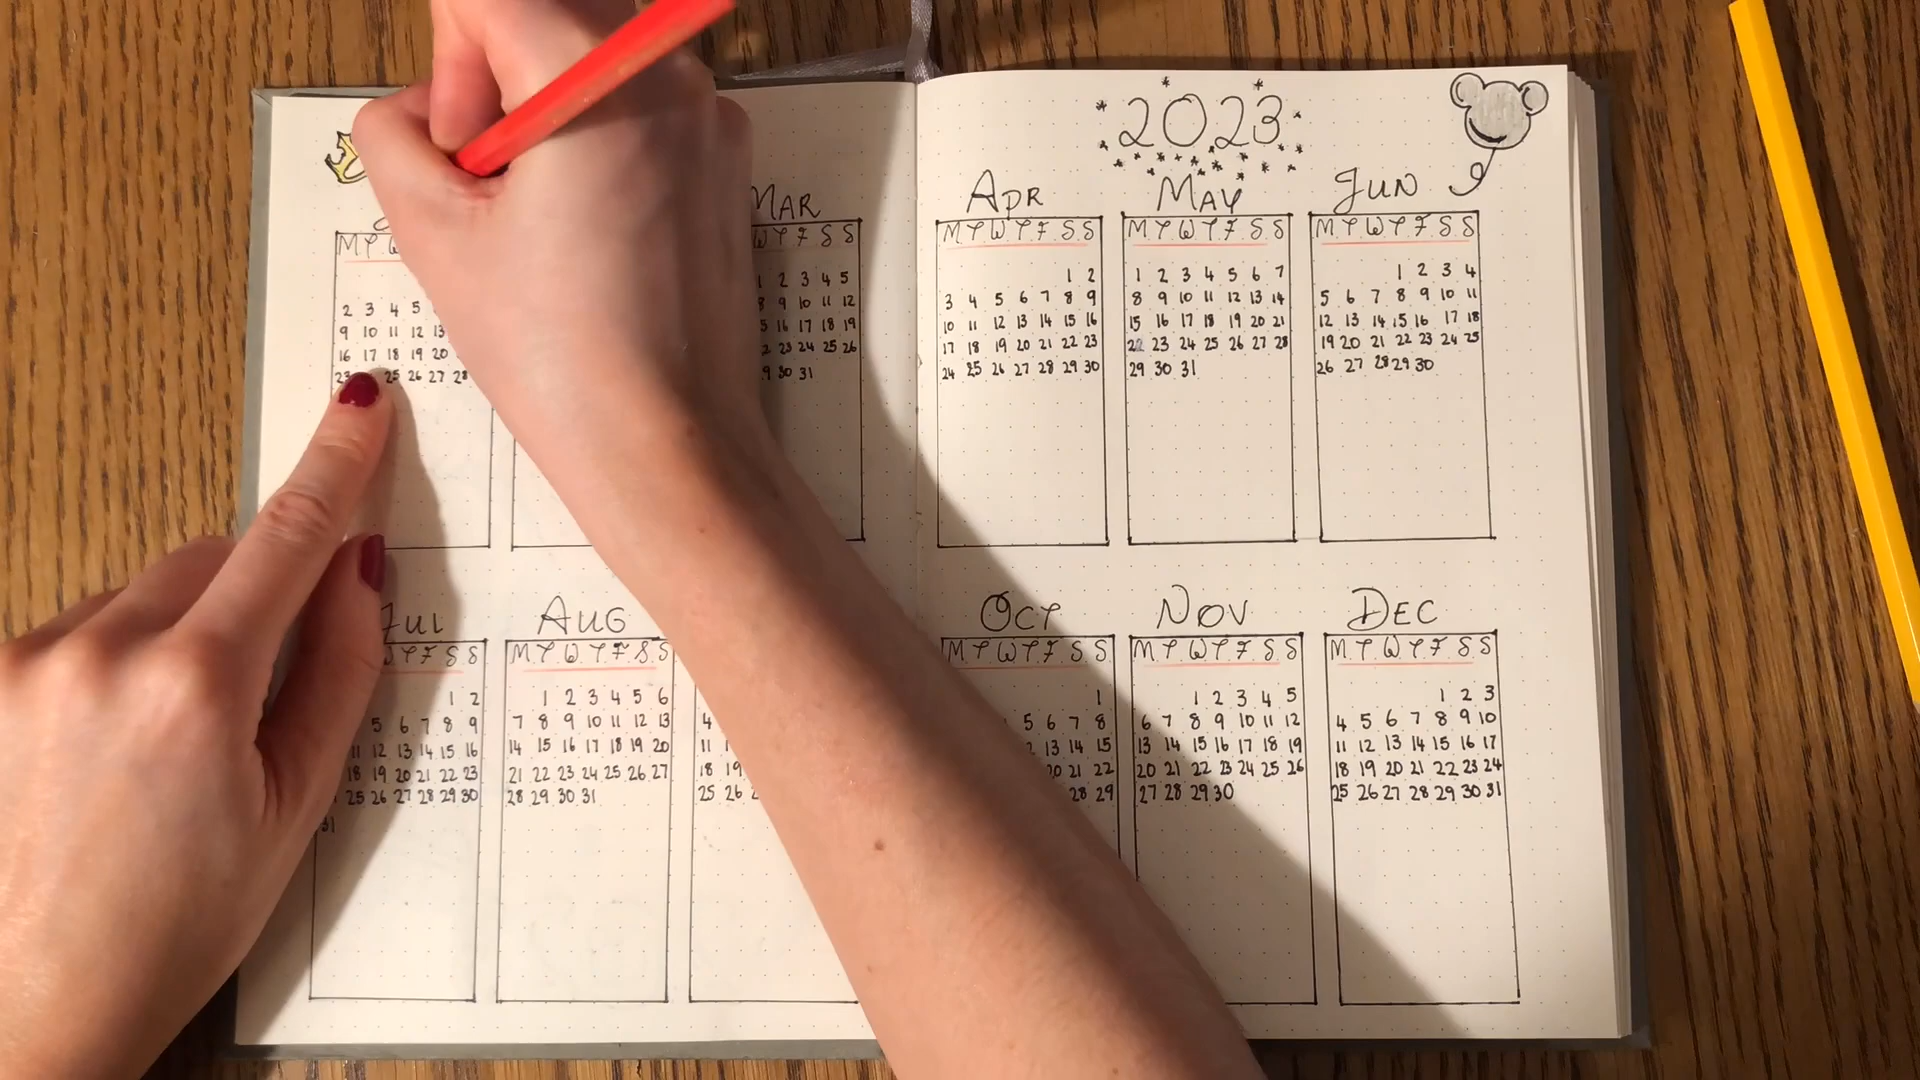 2023
MAR
APR
MAY
JUN
M T W
W T F S S
M T W T F S S
M T W T F S S
M T W T F S S
1 2 3 4 5
1 2
1 2 3 4 5 6 7
1 2 3 4
2 3 4 5
9 10 11 12
3 4 5 6 7 8 9
8 9 10 11 12 13 14
5 6 7 8 9 10 11
9 10 11 12 13
16 17 18 19
10 11 12 13 14 15 16
15 16 17 18 19 20 21
12 13 14 15 16 17 18
16 17 18 19 20
23 24 25 26
17 18 19 20 21 22 23
22 23 24 25 26 27 28
19 20 21 22 23 24 25
25 26 27 28
30 31
24 25 26 27 28 29 30
29 30 31
26 27 28 29 30
JUL
AUG
OCT
NOV
DEC
W T F S S
M T W T F S S
M T W T F S S
M T W T F S S
M T W T F S S
1 2
1 2 3 4 5 6
1
1 2 3 4 5
1 2 3
5 6 7 8 9
7 8 9 10 11 12 13
4
5 6 7 8
6 7 8 9 10 11 12
4 5 6 7 8 9 10
11 12 13 14 15 16
14 15 16 17 18 19 20
11
13 14 15
13 14 15 16 17 18 19
11 12 13 14 15 16 17
18 19 20 21 22 23
21 22 23 24 25 26 27
18 19
20 21 22
20 21 22 23 24 25 26
18 19 20 21 22 23 24
25 26 27 28 29 30
28 29 30 31
25 26
28 29
27 28 29 30
25 26 27 28 29 30 31
31